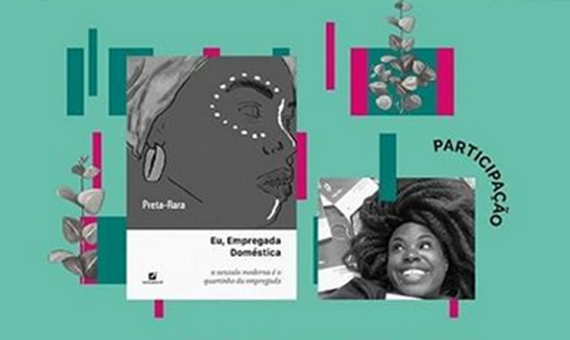 PARTICIPAÇÃO
Preta-Rara
Eu, Empregada
Doméstica
a senzala moderna é o
quartinho da empregada